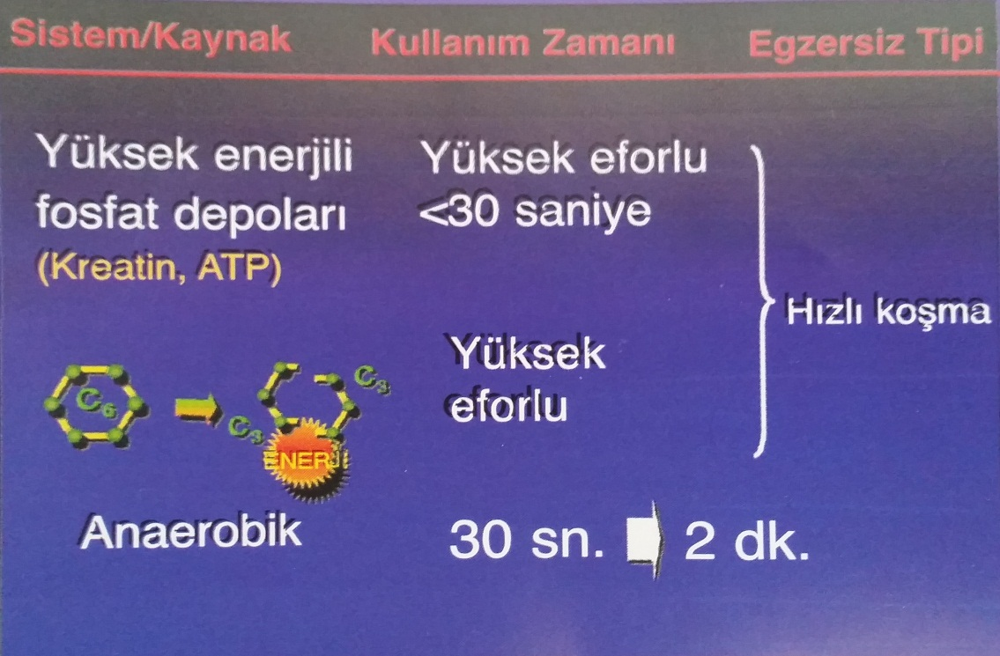 Sistem/Kaynak Kullanım Zamanı Egzersiz Tipi
Yüksek enerjili
fosfat depoları
(Kreatin, ATP)
Yüksek eforlu
<30 saniye
Hızlı koşma
Yüksek
eforlu
C6
C3
C3
ENERJİ
Anaerobik
30 sn. 2 dk.